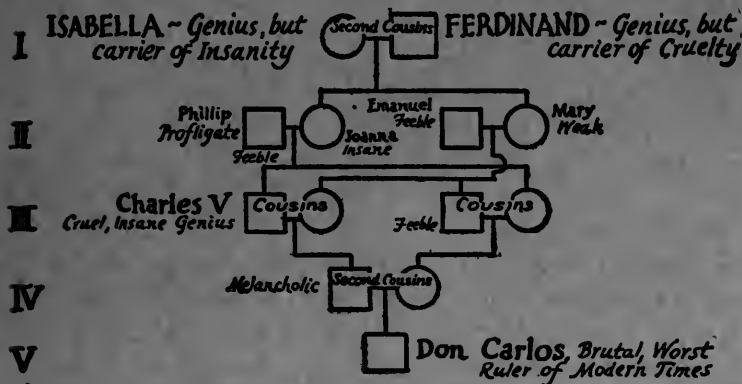 I
ISABELLA ~ Genius, but
carrier of Insanity
Second Cousins
FERDINAND ~ Genius, but
carrier of Cruelty
II
Phillip
Profligate
Feeble
Joanna
Insane
Emanuel
Feeble
Mary
Weak
III
Charles V
Cruel, Insane Genius
Cousins
Feeble
Cousins
IV
Melancholic
Second Cousins
V
Don Carlos, Brutal, Worst
Ruler of Modern Times